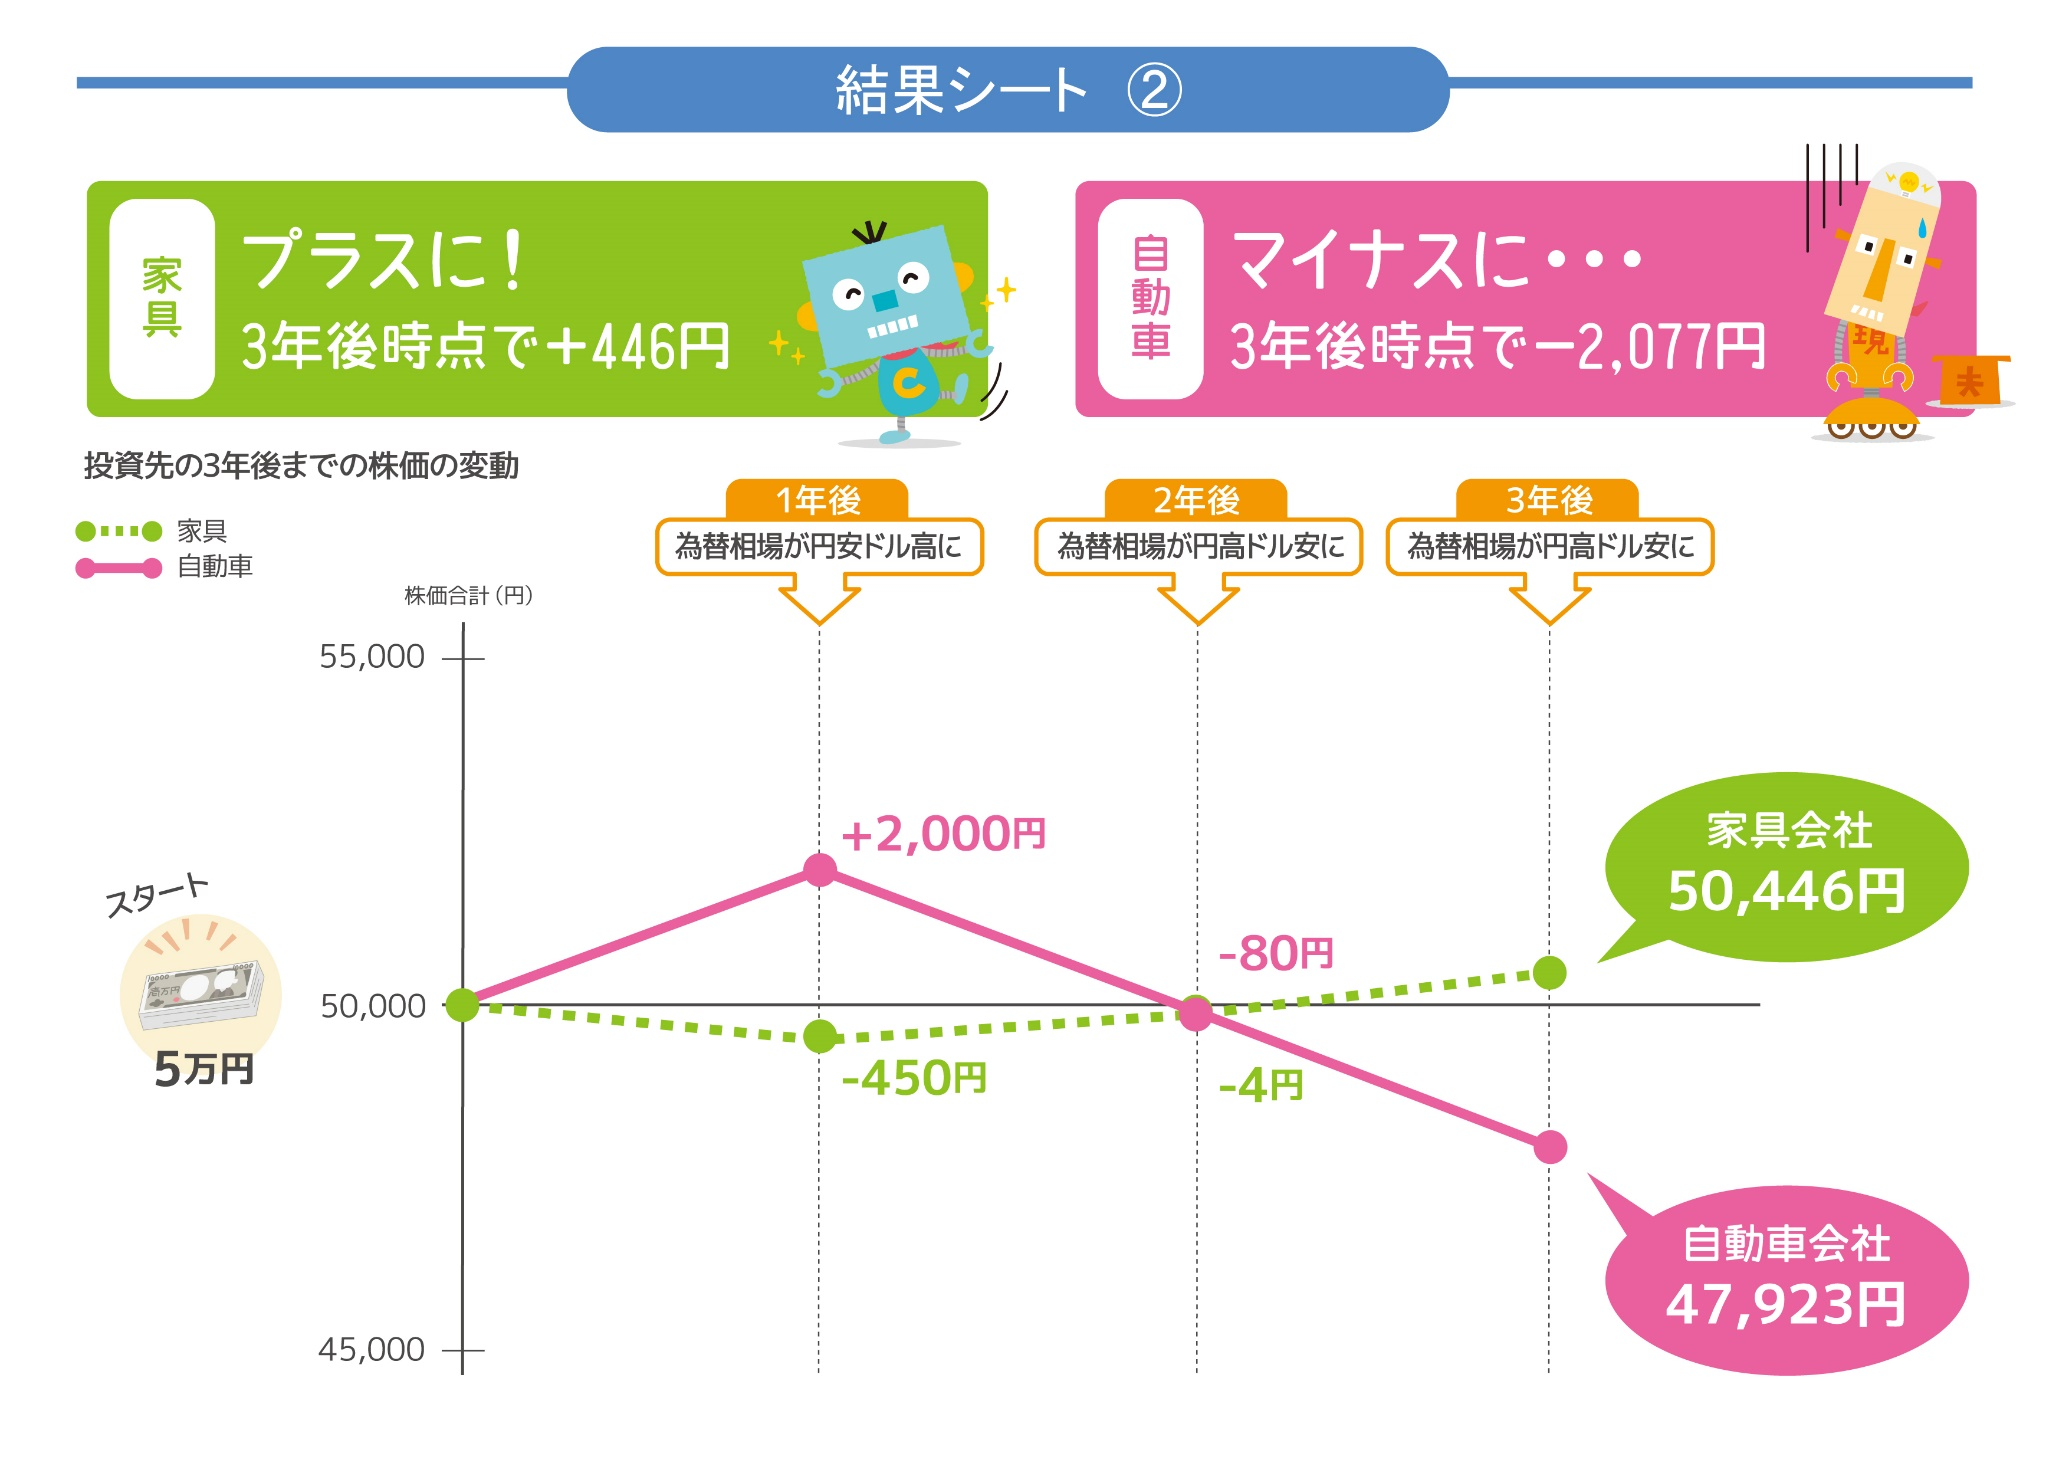 結果シート ②
家具
プラスに！
3年後時点で＋446円
自動車
マイナスに・・・
3年後時点で－2,077円
投資先の3年後までの株価の変動
家具
自動車
1年後
為替相場が円安ドル高に
2年後
為替相場が円高ドル安に
3年後
為替相場が円高ドル安に
株価合計（円）
55,000
50,000
45,000
スタート
壱万円
5万円
+2,000円
-450円
-80円
-4円
家具会社
50,446円
自動車会社
47,923円
C
現